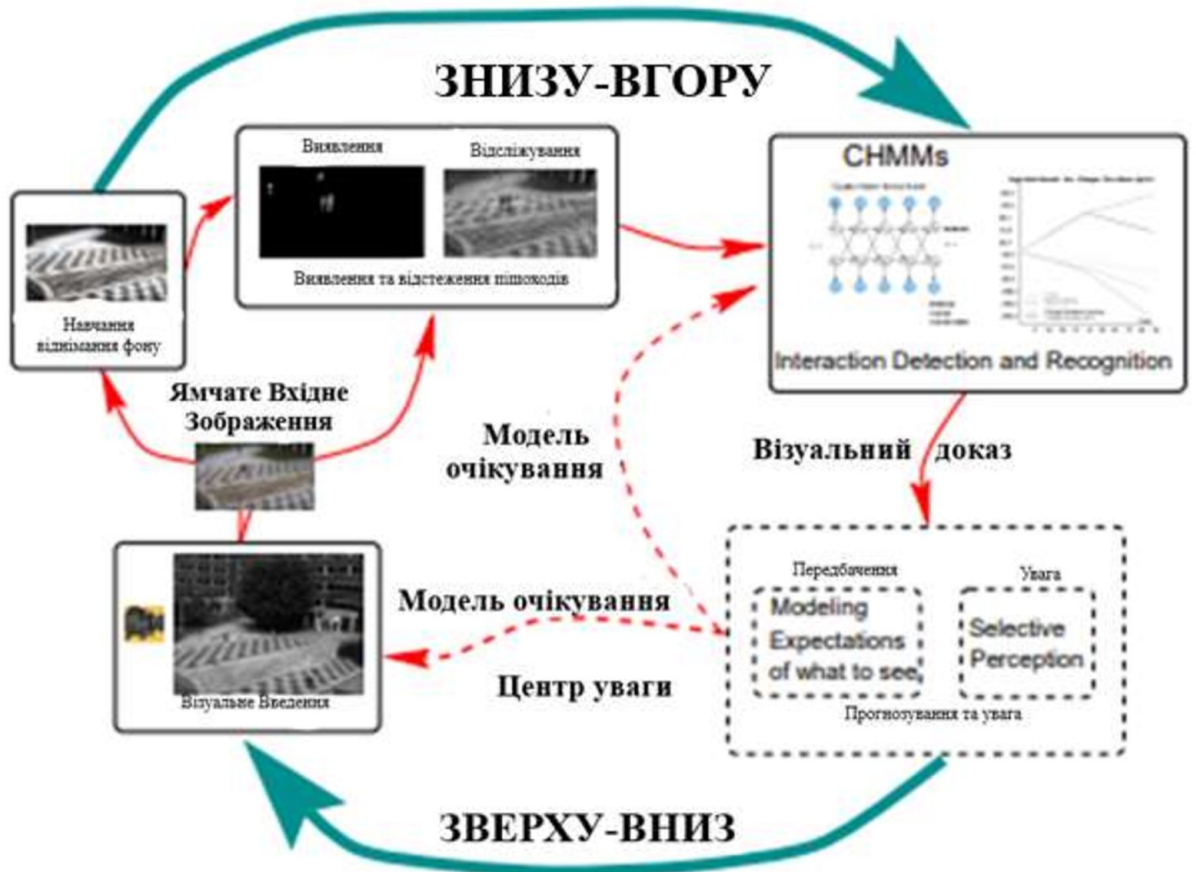 ЗНИЗУ-ВГОРУ
Виявлення
Відсліжування
Виявлення та відстеження пішоходів
CHMMs
Interaction Detection and Recognition
Навчання
віднімання фону
Ямчате Вхідне
Зображення
Модель
очікування
Візуальний доказ
Візуальне Введення
Модель очікування
Центр уваги
Передбачення
Modeling
Expectations
of what to see,
Увага
Selective
Perception
Прогнозування та увага
ЗВЕРХУ-ВНИЗ